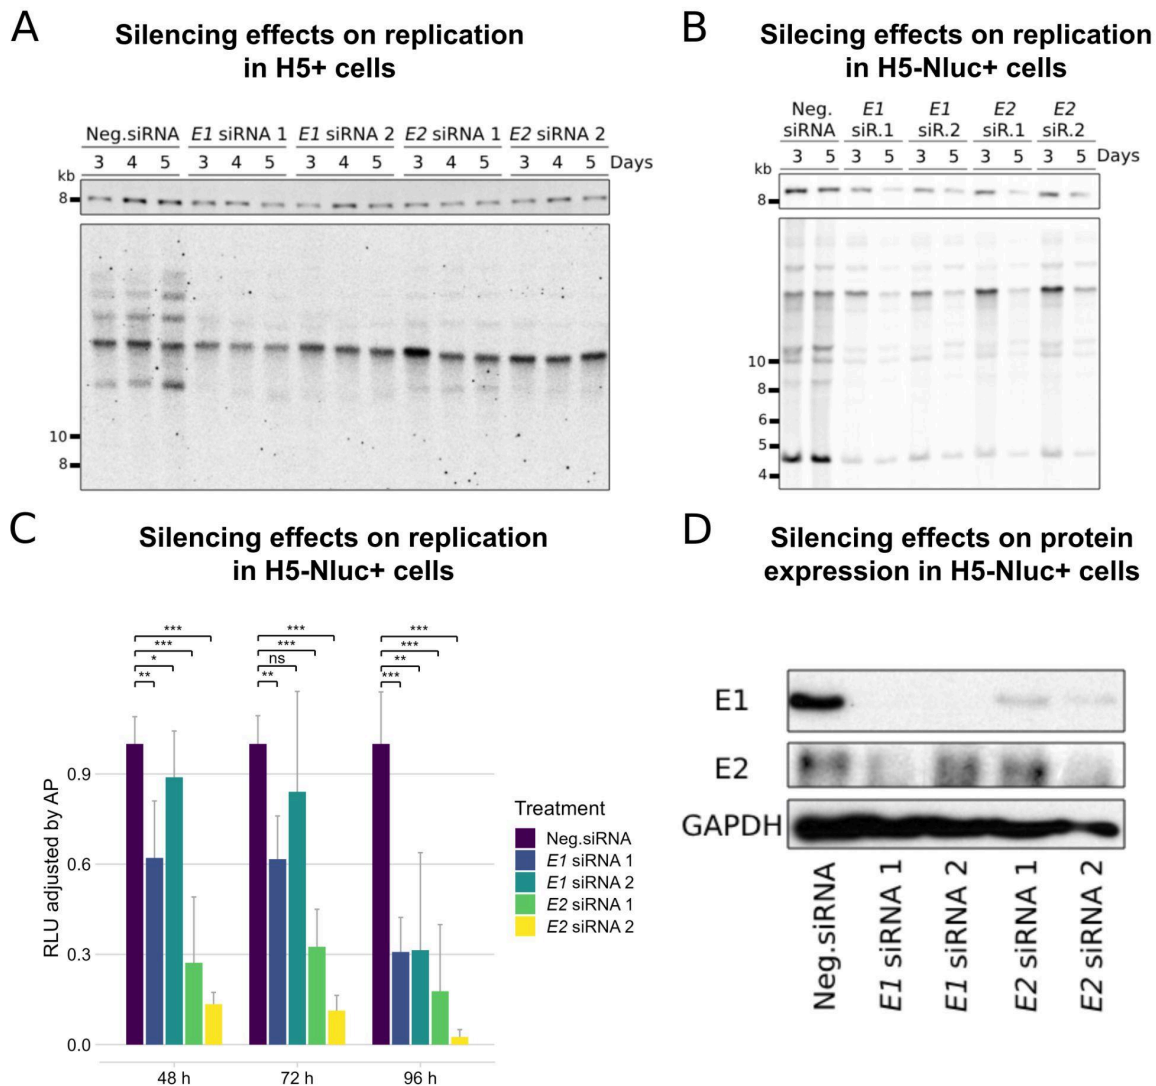 A
Silencing effects on replication
in H5+ cells
Neg.siRNA E1 siRNA 1 E1 siRNA 2 E2 siRNA 1 E2 siRNA 2
3 4 5 3 4 5 3 4 5 3 4 5 3 4 5 Days
kb
8
10
8
B
Silecing effects on replication
in H5-Nluc+ cells
Neg. E1 E1 E2 E2
siRNA siR.1 siR.2 siR.1 siR.2
3 5 3 5 3 5 3 5 3 5 Days
kb
8
10
8
6
5
4
C
Silencing effects on replication
in H5-Nluc+ cells
*** *** ***
*** *** ***
* ns **
** ** ***
RLU adjusted by AP
0.9
0.6
0.3
0.0
48 h 72 h 96 h
Treatment
Neg.siRNA
E1 siRNA 1
E1 siRNA 2
E2 siRNA 1
E2 siRNA 2
D
Silencing effects on protein
expression in H5-Nluc+ cells
E1
E2
GAPDH
Neg.siRNA
E1 siRNA 1
E1 siRNA 2
E2 siRNA 1
E2 siRNA 2